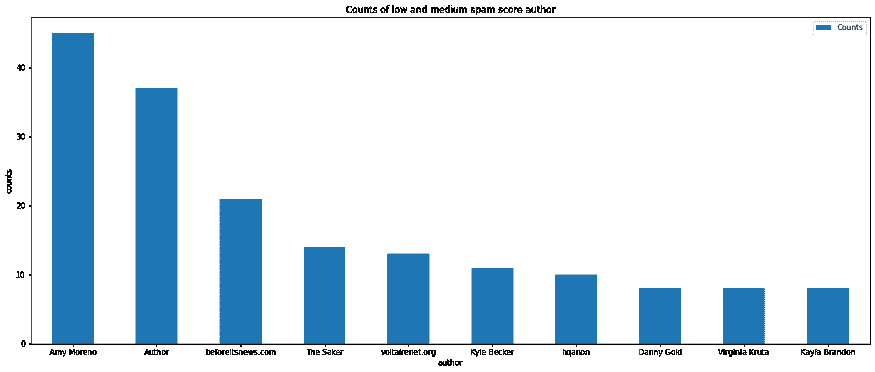 Counts of low and medium spam score author
Counts
counts
40
30
20
10
0
Amy Moreno Author beforeitsnews.com The Saker voltairenet.org Kyle Becker hqanon Danny Gold Virginia Kruta Kayla Brandon
author